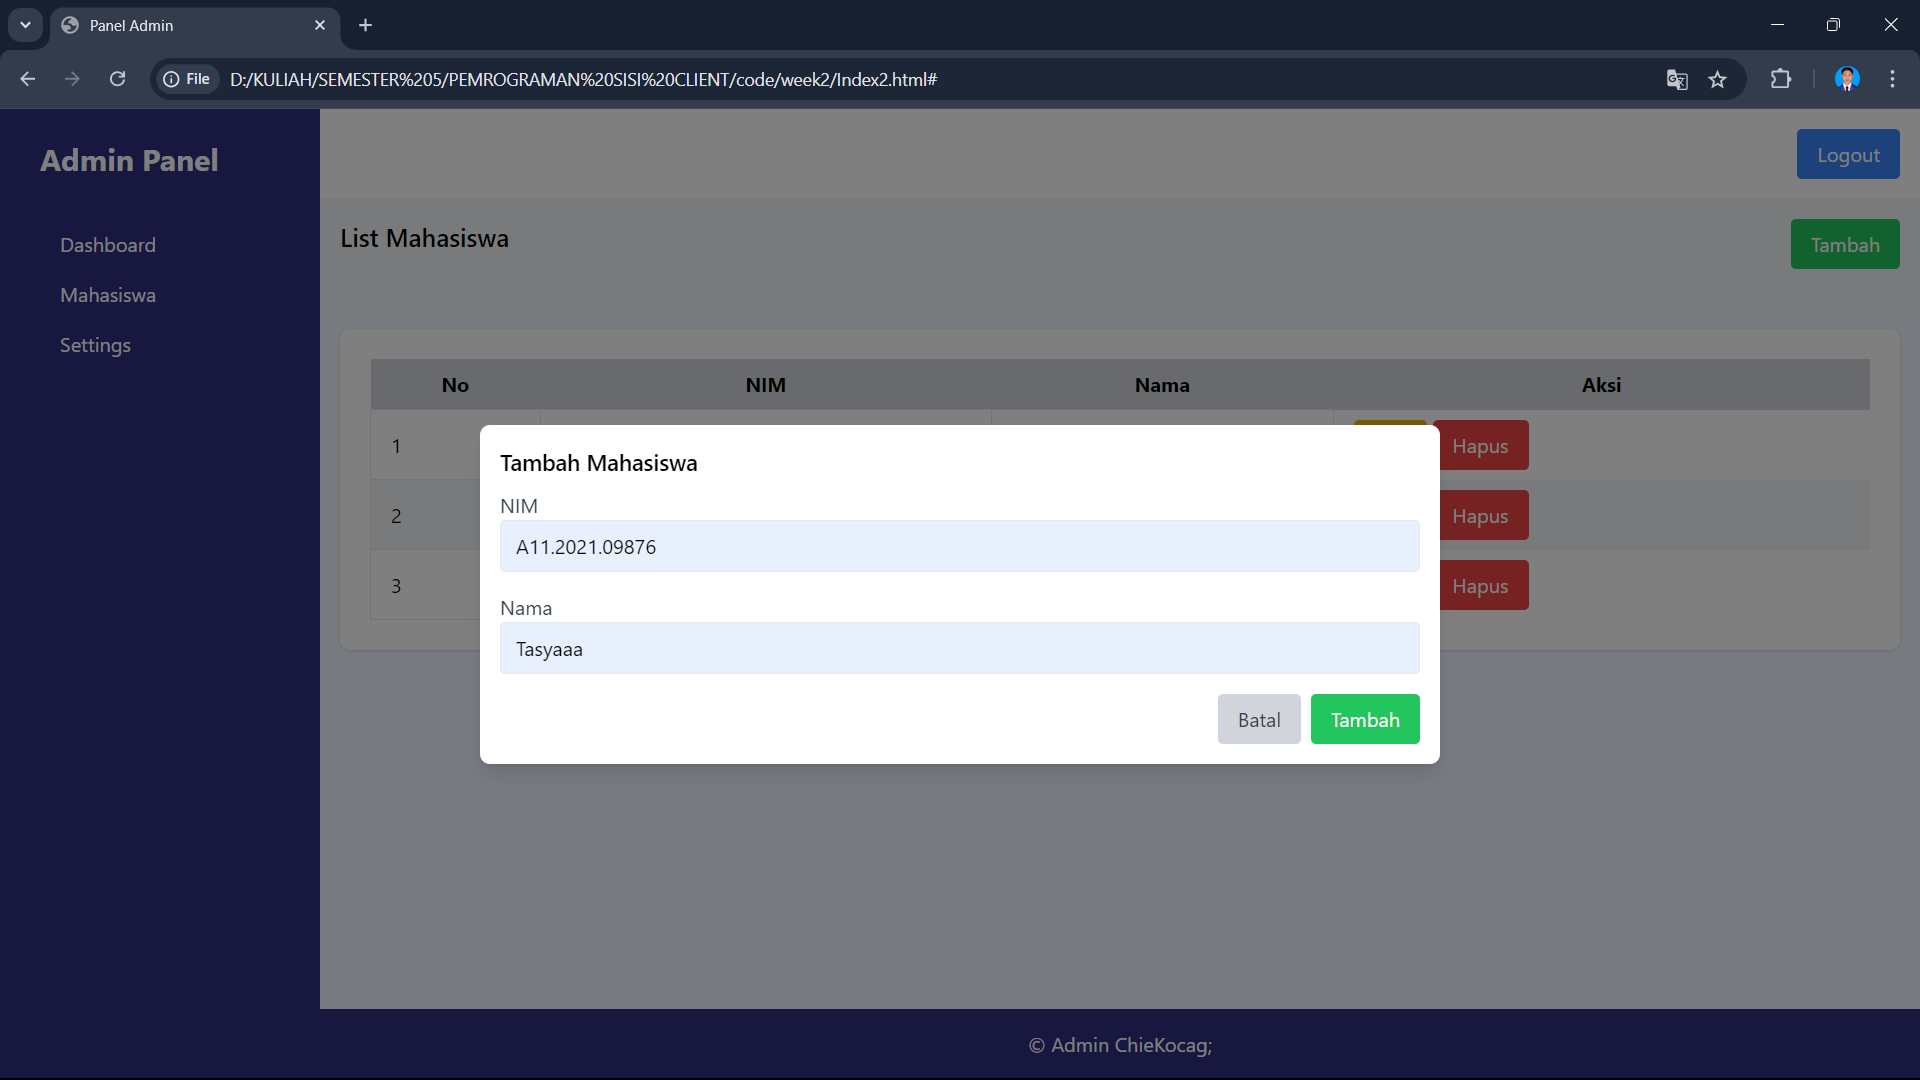 Panel Admin
File
D:/KULIAH/SEMESTER%205/PEMROGRAMAN%20SISI%20CLIENT/code/week2/Index2.html#
Admin Panel
Logout
Dashboard
Mahasiswa
Settings
List Mahasiswa
Tambah
No NIM Nama Aksi
1 Hapus
2 Hapus
3 Hapus
Tambah Mahasiswa
NIM
A11.2021.09876
Nama
Tasyaaa
Batal Tambah
© Admin ChieKocag;